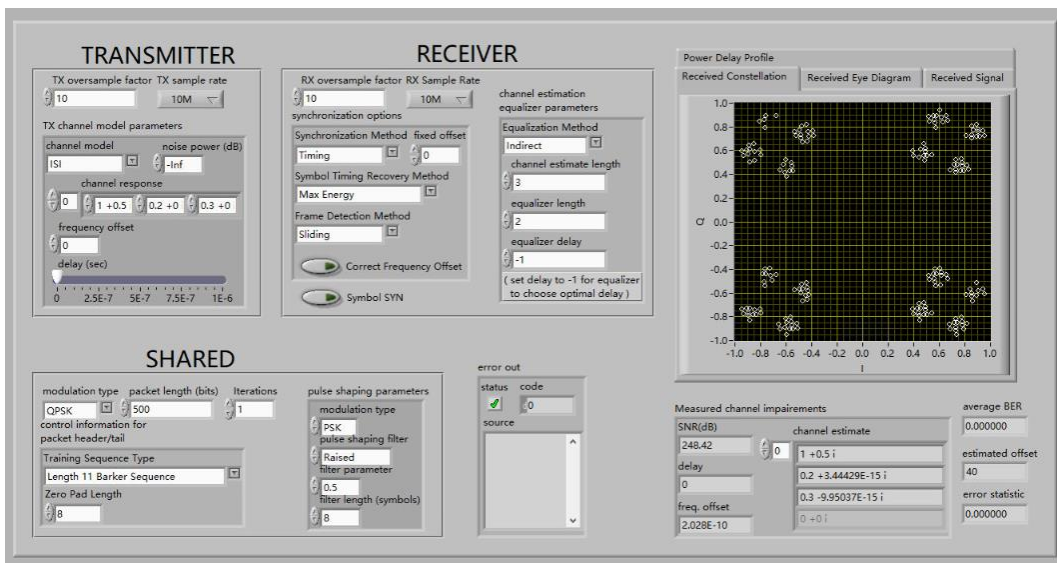 TRANSMITTER
TX oversample factor TX sample rate
10 10M
TX channel model parameters
channel model noise power (dB)
ISI -Inf
channel response
0 1 +0.5 0.2 +0 0.3 +0
frequency offset
0
delay (sec)
0 2.5E-7 5E-7 7.5E-7 1E-6
RECEIVER
RX oversample factor RX Sample Rate
10 10M
synchronization options
Synchronization Method fixed offset
Timing 0
Symbol Timing Recovery Method
Max Energy
Frame Detection Method
Sliding
Correct Frequency Offset
Symbol SYN
channel estimation
equalizer parameters
Equalization Method
Indirect
channel estimate length
3
equalizer length
2
equalizer delay
-1
( set delay to -1 for equalizer
to choose optimal delay )
Power Delay Profile
Received Constellation Received Eye Diagram Received Signal
1.0
0.8
0.6
0.4
0.2
0.0
-0.2
-0.4
-0.6
-0.8
-1.0
Q
-1.0 -0.8 -0.6 -0.4 -0.2 0.0 0.2 0.4 0.6 0.8 1.0
I
SHARED
modulation type packet length (bits) Iterations
QPSK 500 1
control information for
packet header/tail
Training Sequence Type
Length 11 Barker Sequence
Zero Pad Length
8
pulse shaping parameters
modulation type
PSK
pulse shaping filter
Raised
filter parameter
0.5
filter length (symbols)
8
error out
status code
0
source
Measured channel impairements
SNR(dB)
248.42
delay
0
freq. offset
2.028E-10
channel estimate
0
1 +0.5 i
0.2 +3.44429E-15 i
0.3 -9.95037E-15 i
0 +0 i
average BER
0.000000
estimated offset
40
error statistic
0.000000